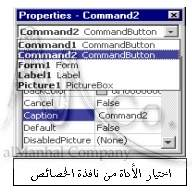 Properties - Command2
Command2 CommandButton
Command1 CommandButton
Command2 CommandButton
Form1 Form
Label1 Label
Picture1 PictureBox
BackColor
Cancel False
Caption Command2
Default False
DisabledPicture (None)
اختيار الأداة من نافذة الخصائص